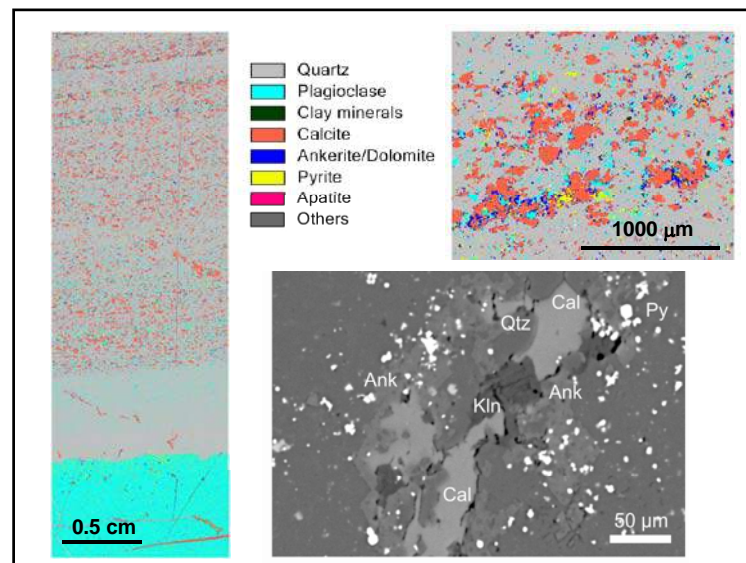 Quartz
Plagioclase
Clay minerals
Calcite
Ankerite/Dolomite
Pyrite
Apatite
Others
1000 µm
0.5 cm
Cal
Qtz
Py
Ank
Kln
Ank
Cal
50 µm